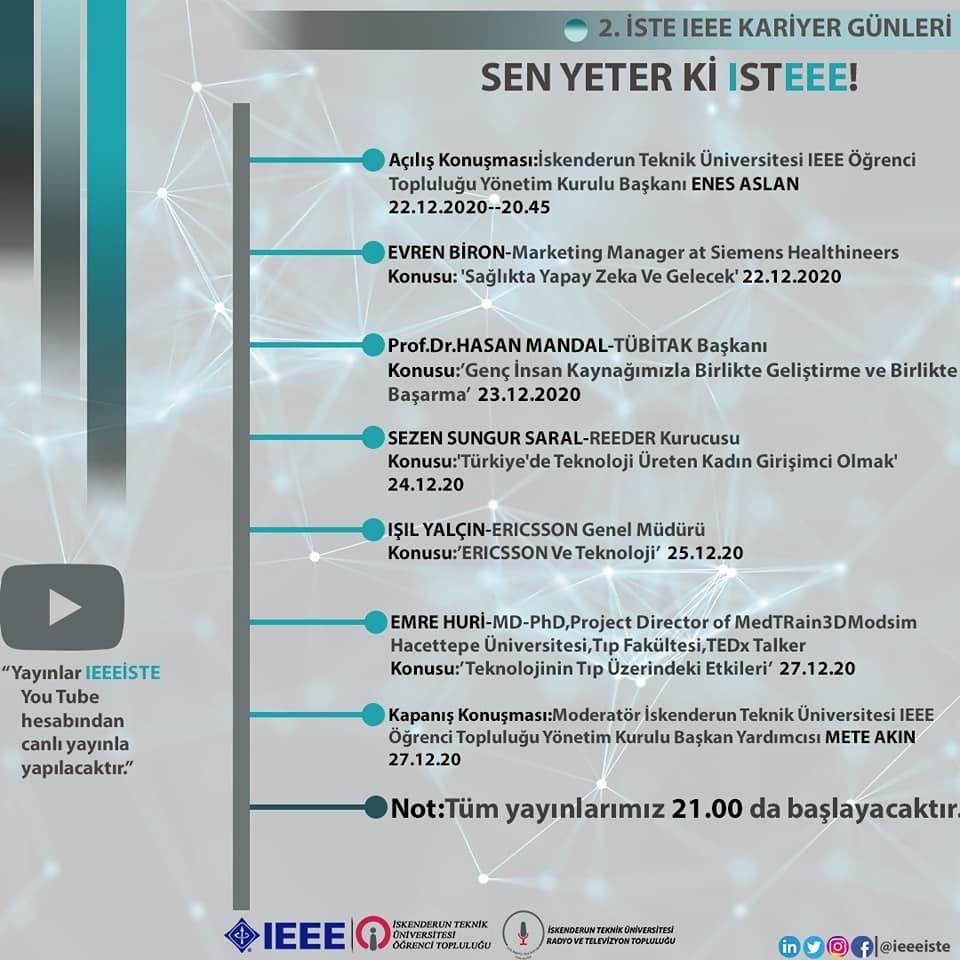 2. İSTE IEEE KARİYER GÜNLERİ
SEN YETER Kİ ISTEEE!
Açılış Konuşması:İskenderun Teknik Üniversitesi IEEE Öğrenci
Topluluğu Yönetim Kurulu Başkanı ENES ASLAN
22.12.2020--20.45
EVREN BİRON-Marketing Manager at Siemens Healthineers
Konusu: 'Sağlıkta Yapay Zeka Ve Gelecek' 22.12.2020
Prof.Dr.HASAN MANDAL-TÜBİTAK Başkanı
Konusu:’Genç İnsan Kaynağımızla Birlikte Geliştirme ve Birlikte
Başarma’ 23.12.2020
SEZEN SUNGUR SARAL-REEDER Kurucusu
Konusu:'Türkiye'de Teknoloji Üreten Kadın Girişimci Olmak'
24.12.20
IŞIL YALÇIN-ERICSSON Genel Müdürü
Konusu:’ERICSSON Ve Teknoloji’ 25.12.20
EMRE HURİ-MD-PhD,Project Director of MedTRain3DModsim
Hacettepe Üniversitesi,Tıp Fakültesi,TEDx Talker
Konusu:’Teknolojinin Tıp Üzerindeki Etkileri’ 27.12.20
Kapanış Konuşması:Moderatör İskenderun Teknik Üniversitesi IEEE
Öğrenci Topluluğu Yönetim Kurulu Başkan Yardımcısı METE AKIN
27.12.20
Not:Tüm yayınlarımız 21.00 da başlayacaktır.
“Yayınlar IEEEİSTE
You Tube
hesabından
canlı yayınla
yapılacaktır.”
IEEE
İSKENDERUN TEKNİK
ÜNİVERSİTESİ
ÖĞRENCİ TOPLULUĞU
İSKENDERUN TEKNİK ÜNİVERSİTESİ
RADYO VE TELEVİZYON TOPLULUĞU
in
@ieeeiste